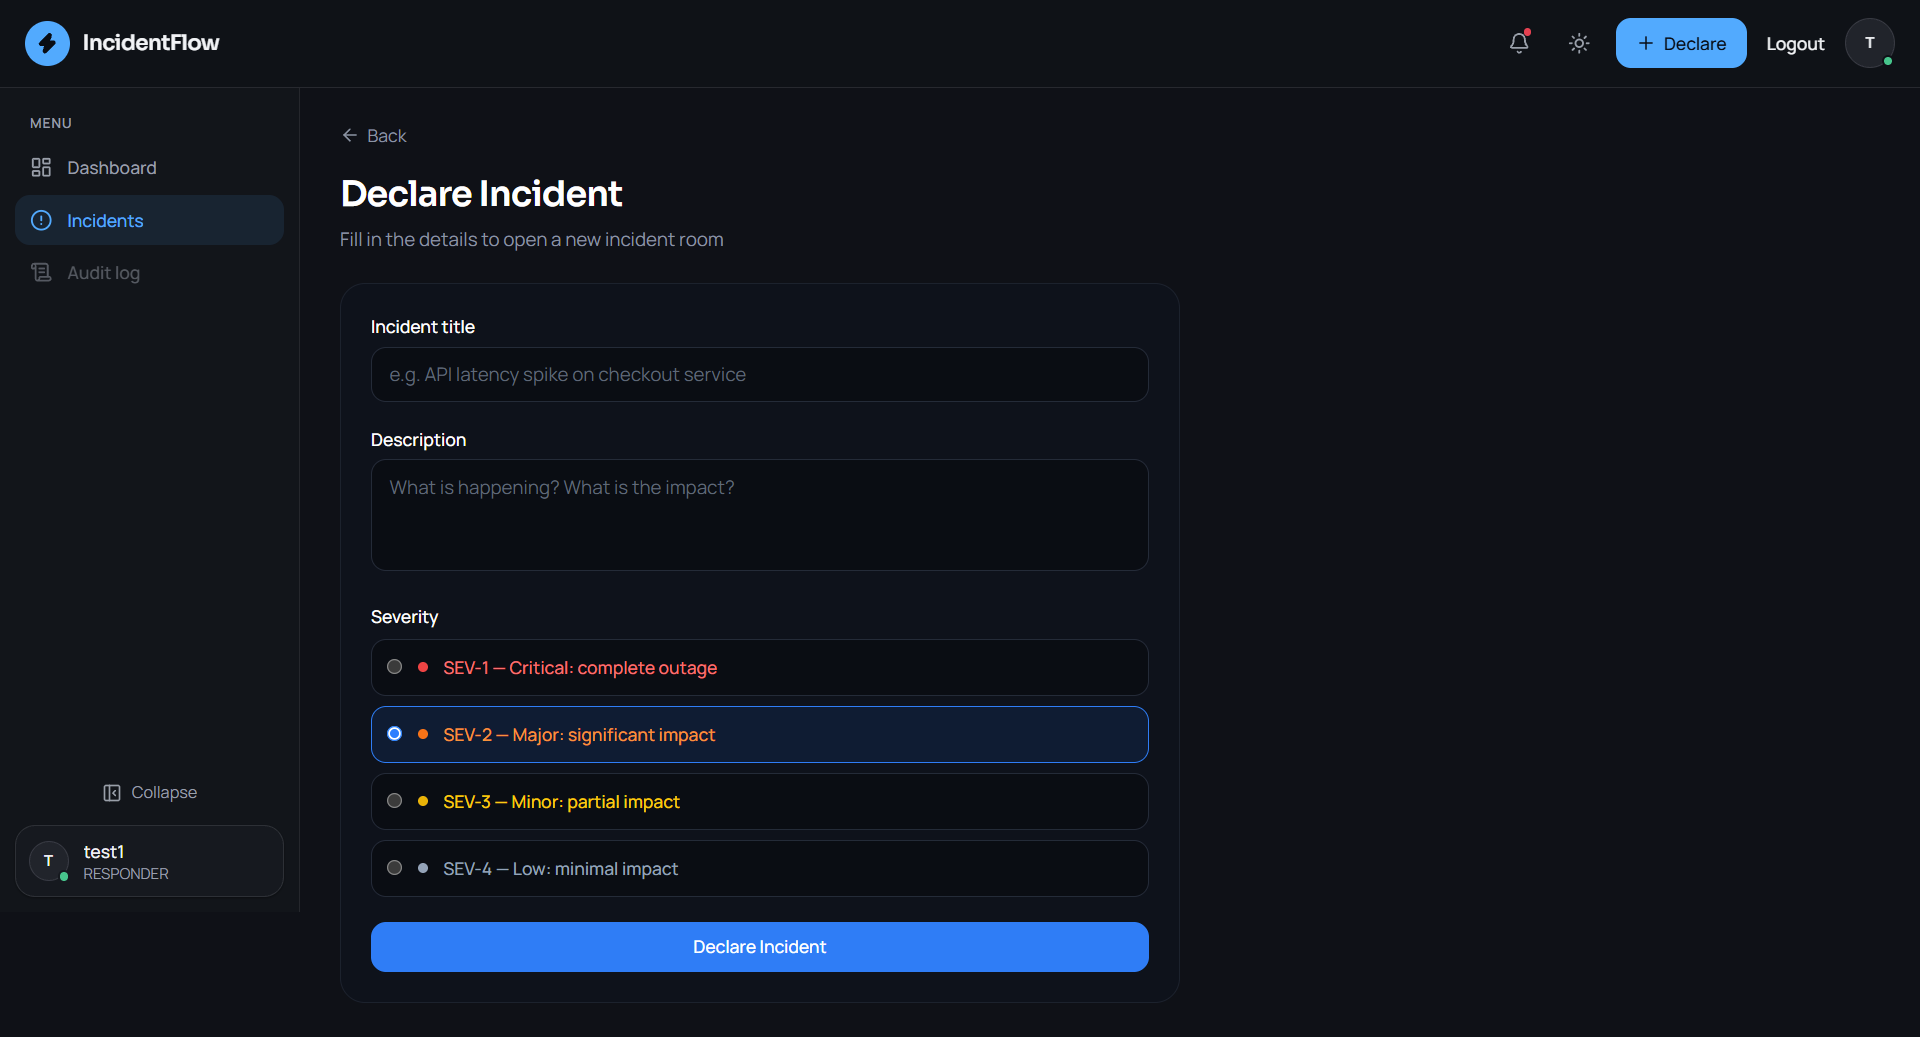 IncidentFlow
Declare
Logout
T
MENU
Dashboard
Incidents
Audit log
Collapse
T
test1
RESPONDER
Back
Declare Incident
Fill in the details to open a new incident room
Incident title
e.g. API latency spike on checkout service
Description
What is happening? What is the impact?
Severity
SEV-1 — Critical: complete outage
SEV-2 — Major: significant impact
SEV-3 — Minor: partial impact
SEV-4 — Low: minimal impact
Declare Incident